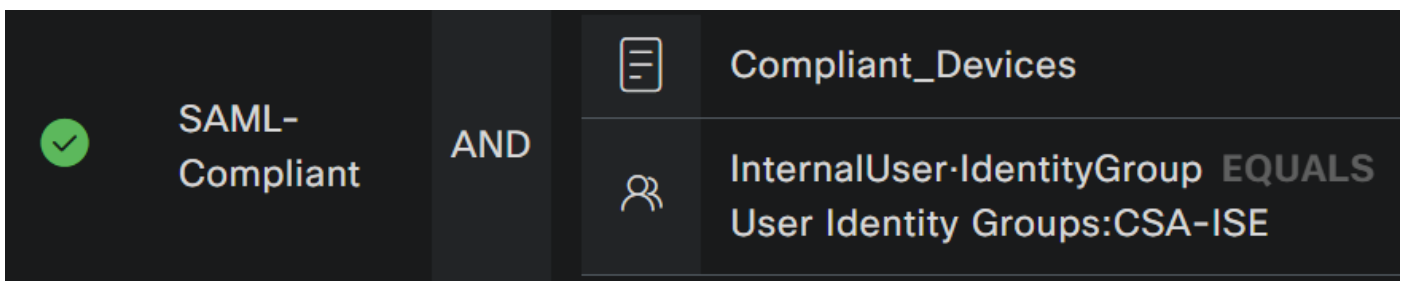 SAML-
Compliant
AND
Compliant_Devices
InternalUser·IdentityGroup EQUALS
User Identity Groups:CSA-ISE